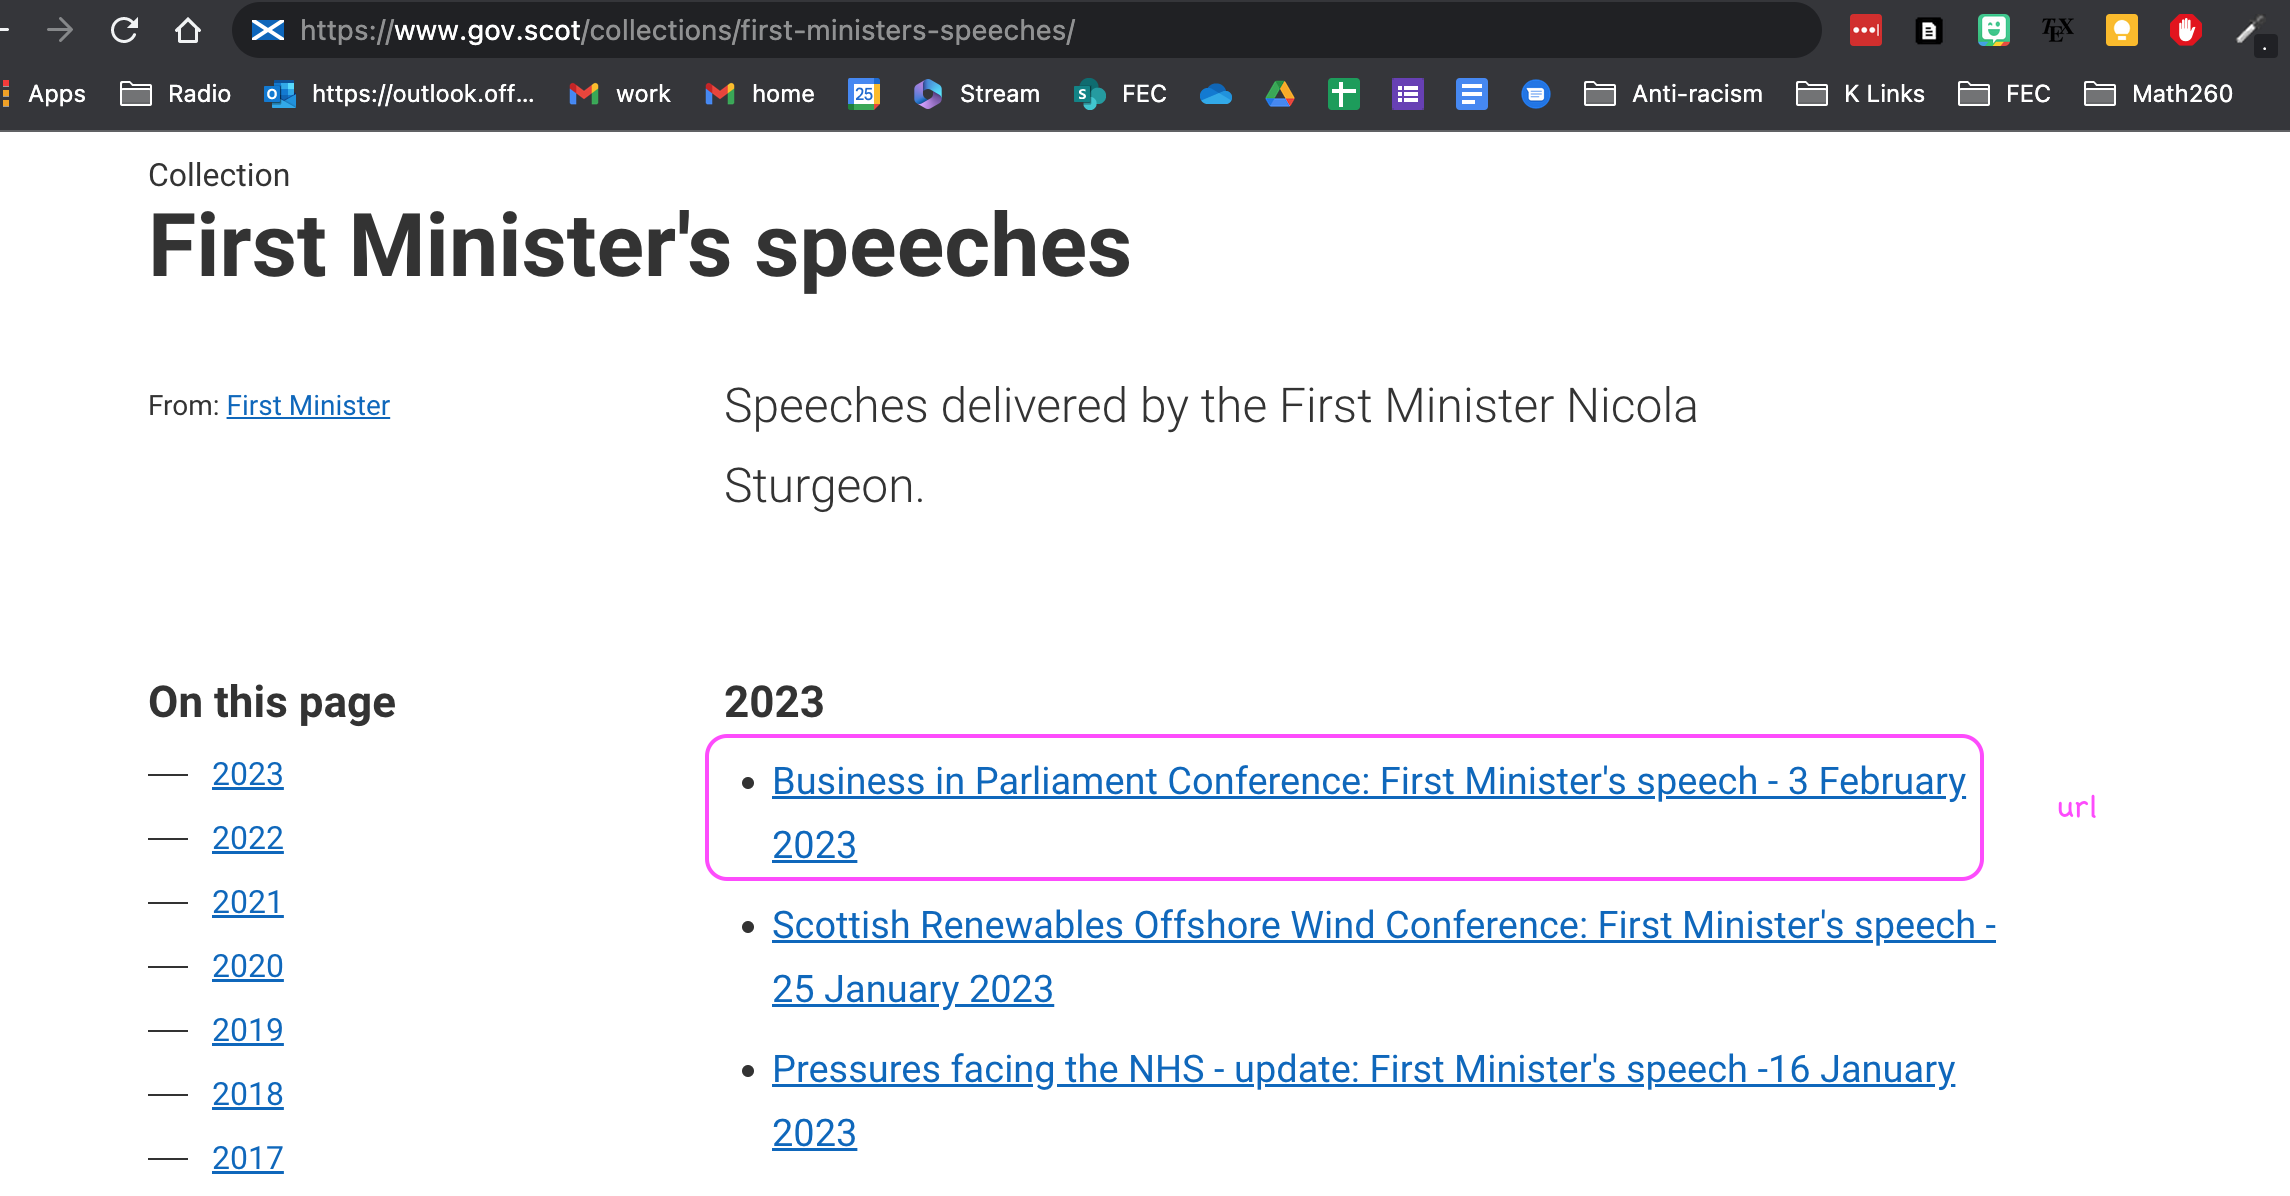 https://www.gov.scot/collections/first-ministers-speeches/
TEX
Apps Radio https://outlook.off... work home 25 Stream S FEC Anti-racism K Links FEC Math260
Collection
First Minister's speeches
From: First Minister
Speeches delivered by the First Minister Nicola
Sturgeon.
On this page
2023
2022
2021
2020
2019
2018
2017
2023
• Business in Parliament Conference: First Minister's speech - 3 February
2023
url
• Scottish Renewables Offshore Wind Conference: First Minister's speech -
25 January 2023
• Pressures facing the NHS - update: First Minister's speech -16 January
2023